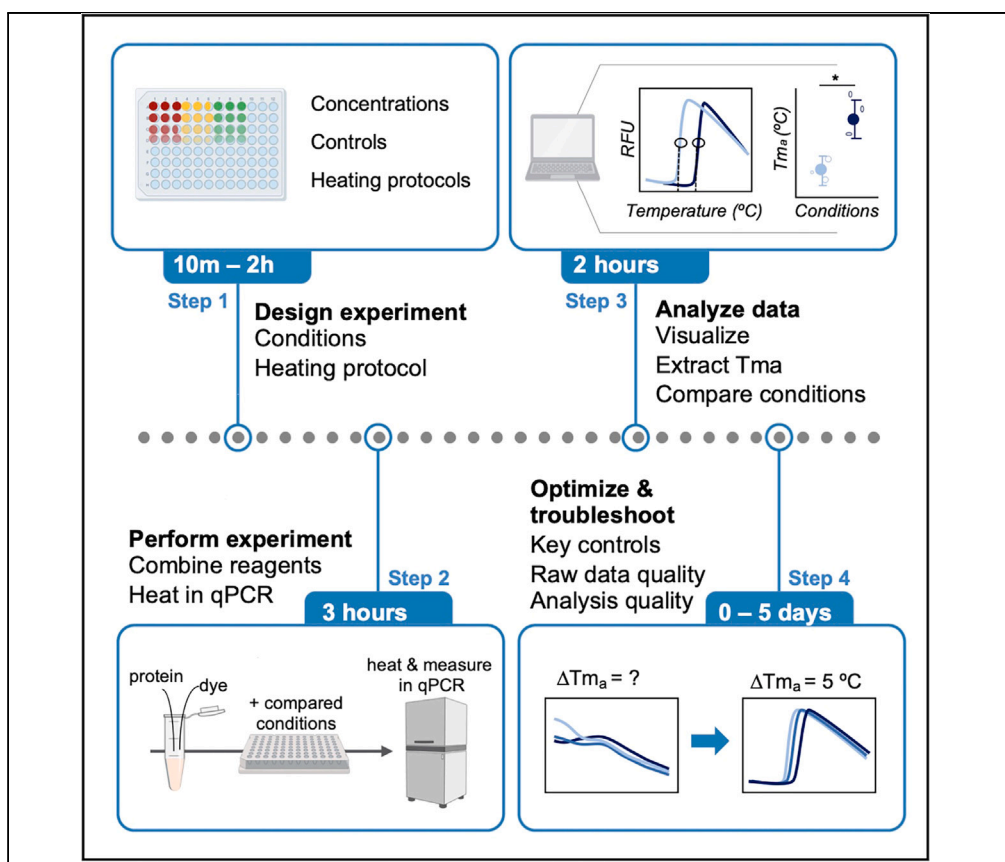 Concentrations
Controls
Heating protocols
10m – 2h
Step 1
Design experiment
Conditions
Heating protocol
RFU
Temperature (ºC)
*
Tmₐ (ºC)
Conditions
2 hours
Step 3
Analyze data
Visualize
Extract Tma
Compare conditions
Perform experiment
Combine reagents
Heat in qPCR
Step 2
3 hours
protein
dye
+ compared
conditions
heat & measure
in qPCR
Optimize &
troubleshoot
Key controls
Raw data quality
Analysis quality
Step 4
0 – 5 days
ΔTmₐ = ?
ΔTmₐ = 5 ºC